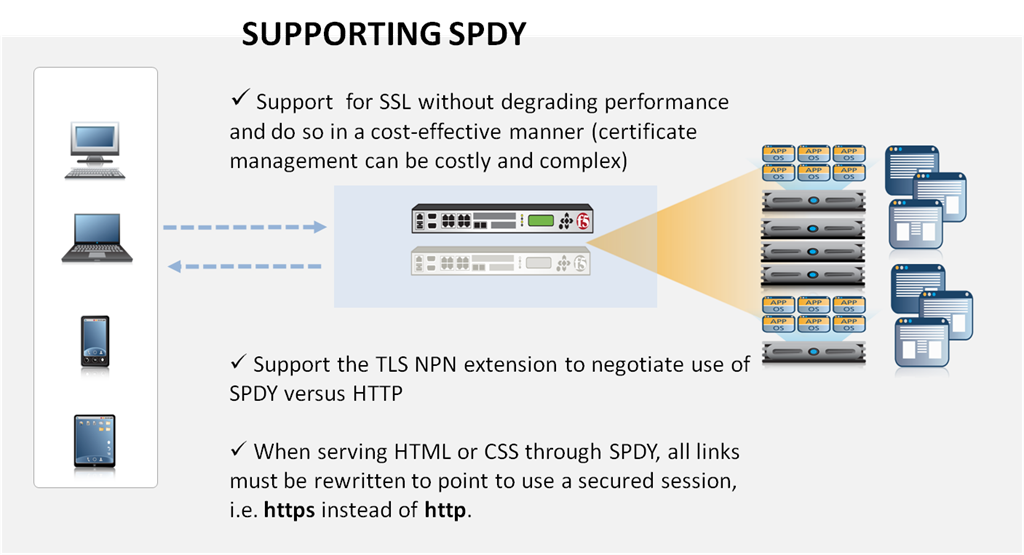 SUPPORTING SPDY
✓ Support for SSL without degrading performance
and do so in a cost-effective manner (certificate
management can be costly and complex)
APP APP APP
OS OS OS
APP APP APP
OS OS OS
f5
f5
APP APP APP
OS OS OS
APP APP APP
OS OS OS
✓ Support the TLS NPN extension to negotiate use of
SPDY versus HTTP
✓ When serving HTML or CSS through SPDY, all links
must be rewritten to point to use a secured session,
i.e. https instead of http.